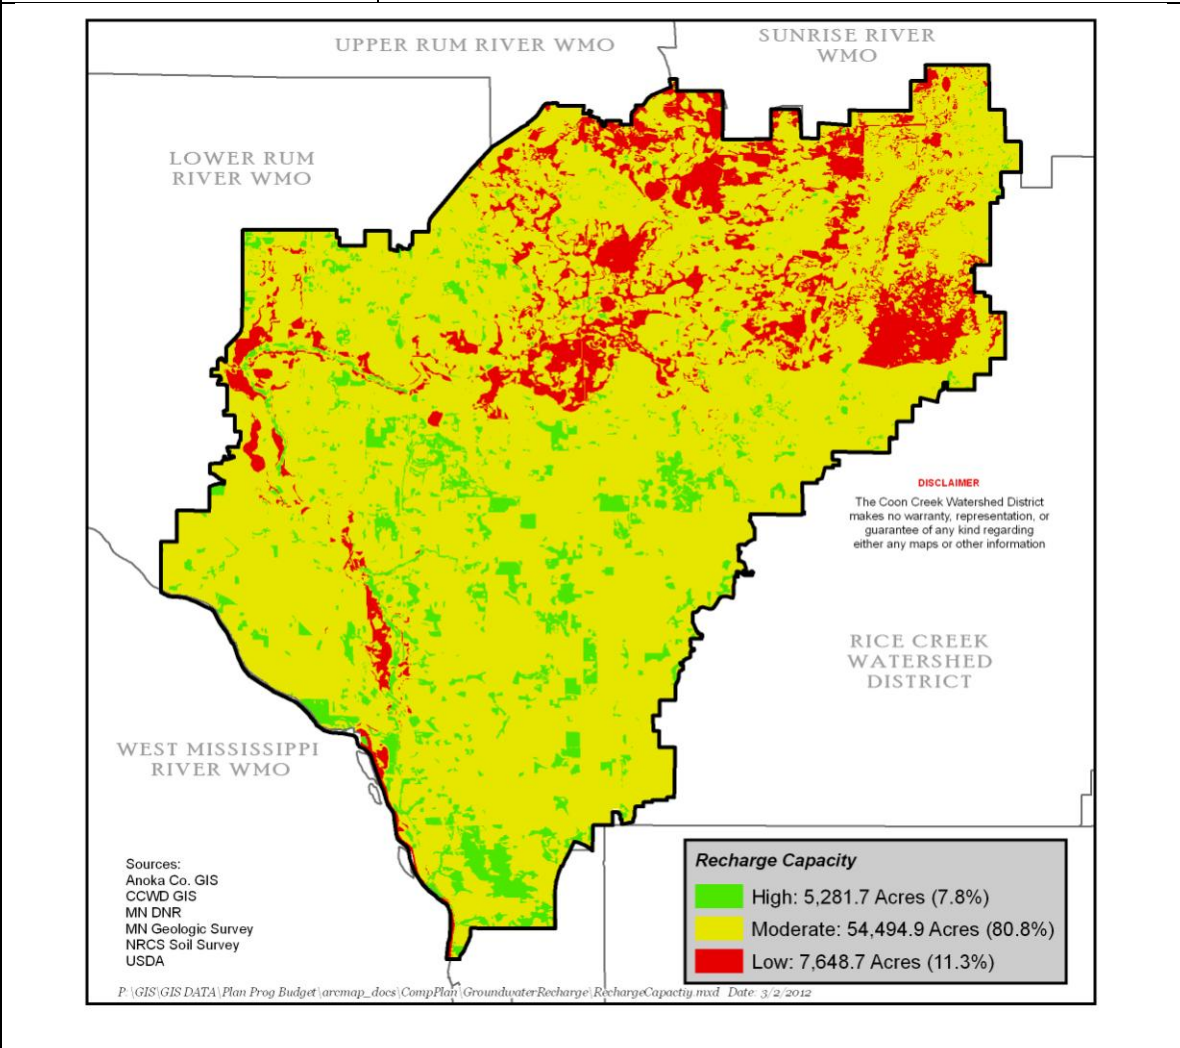 UPPER RUM RIVER WMO
SUNRISE RIVER
WMO
LOWER RUM
RIVER WMO
DISCLAIMER
The Coon Creek Watershed District
makes no warranty, representation, or
guarantee of any kind regarding
either any maps or other information
RICE CREEK
WATERSHED
DISTRICT
WEST MISSISSIPPI
RIVER WMO
Sources:
Anoka Co. GIS
CCWD GIS
MN DNR
MN Geologic Survey
NRCS Soil Survey
USDA
Recharge Capacity
High: 5,281.7 Acres (7.8%)
Moderate: 54,494.9 Acres (80.8%)
Low: 7,648.7 Acres (11.3%)
P:\GIS\GIS DATA\Plan Prog Budget\arcmap_docs\CompPlan\GroundwaterRecharge\RechargeCapactiy.mxd Date: 3/2/2012